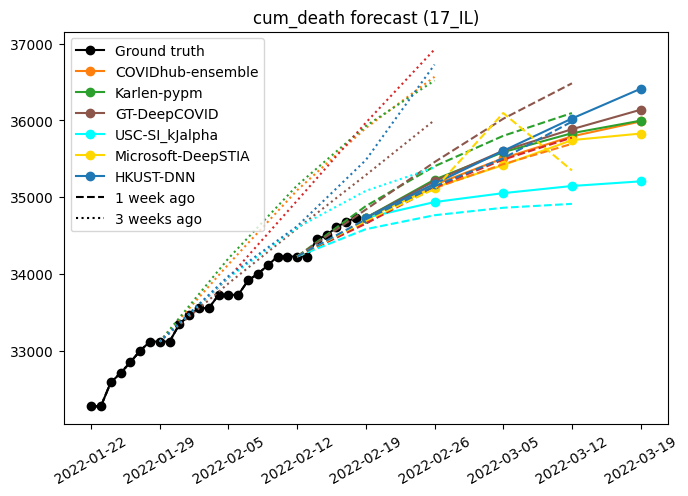 cum_death forecast (17_IL)
37000
36000
35000
34000
33000
Ground truth
COVIDhub-ensemble
Karlen-pypm
GT-DeepCOVID
USC-SI_kJalpha
Microsoft-DeepSTIA
HKUST-DNN
1 week ago
3 weeks ago
2022-01-22
2022-01-29
2022-02-05
2022-02-12
2022-02-19
2022-02-26
2022-03-05
2022-03-12
2022-03-19